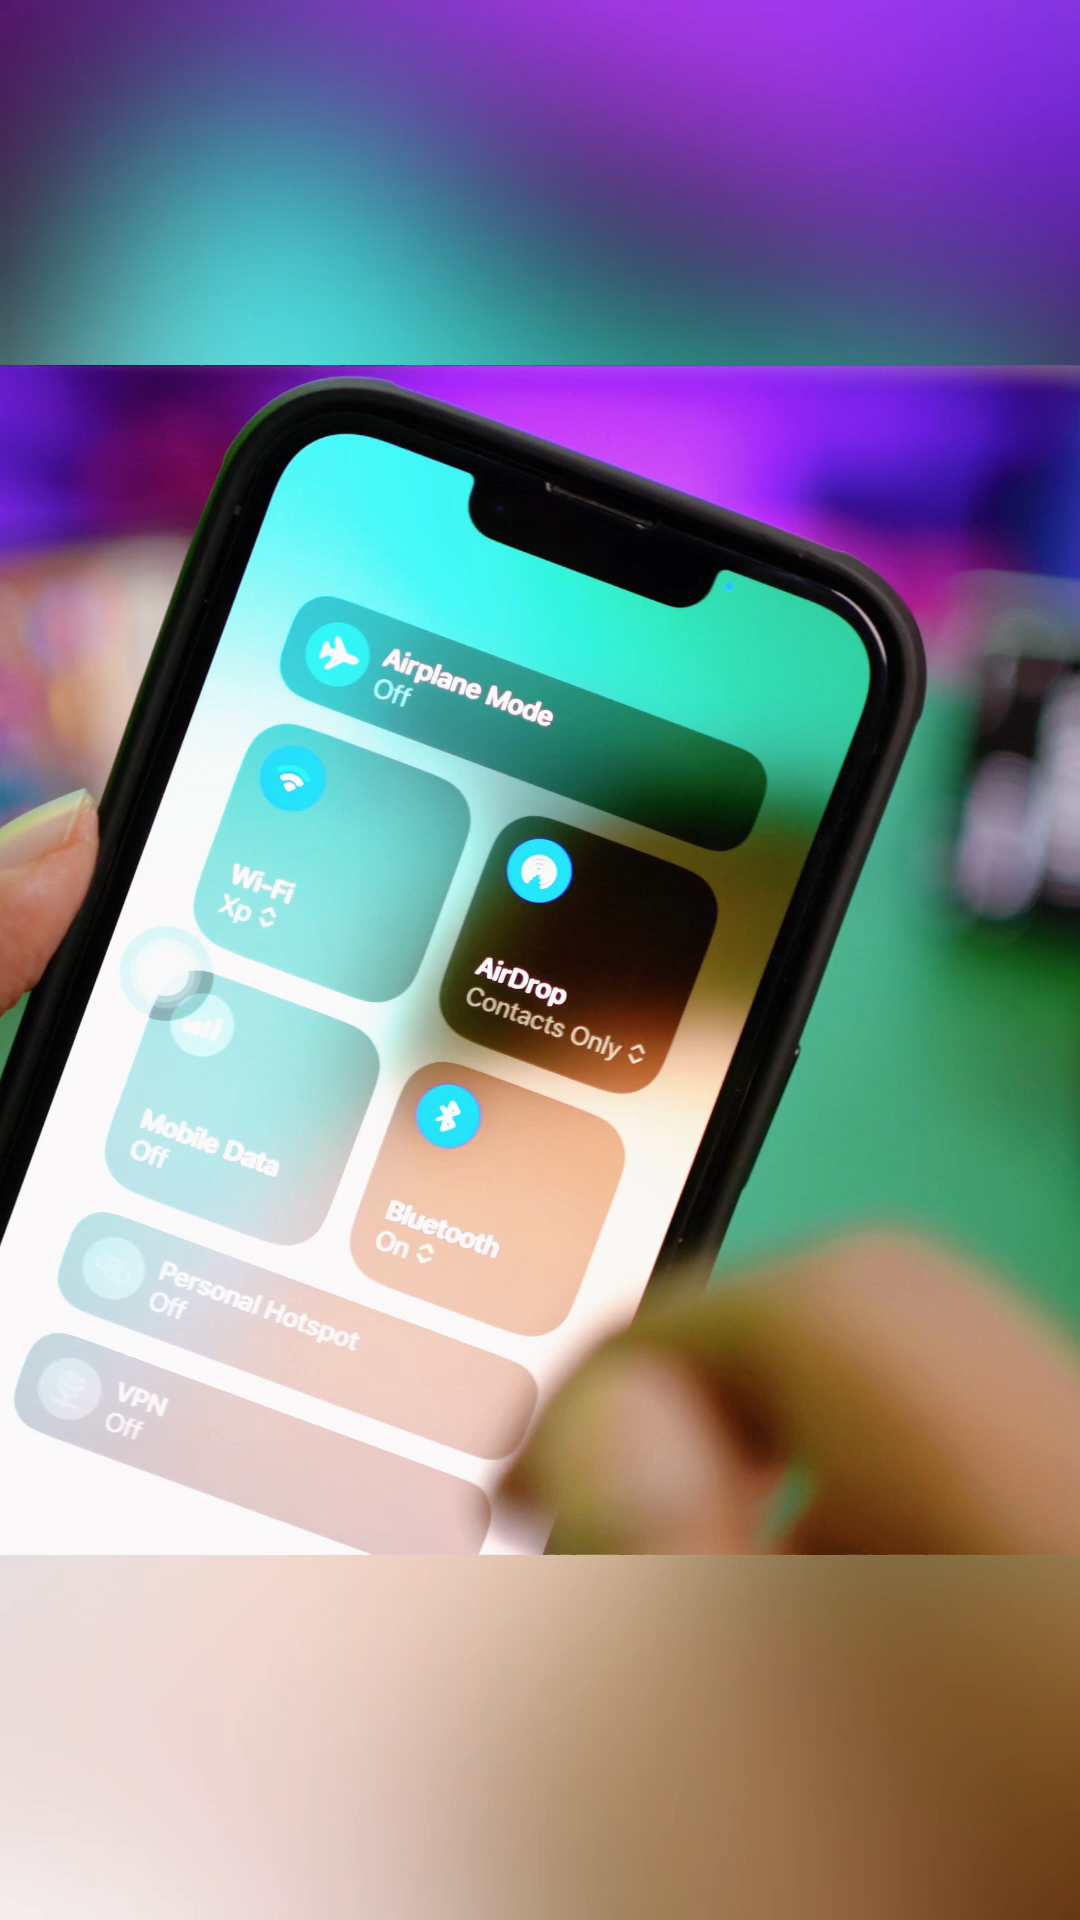 Airplane Mode
Off
Wi-Fi
Xp
AirDrop
Contacts Only
Mobile Data
Off
Bluetooth
On
Personal Hotspot
Off
VPN
Off